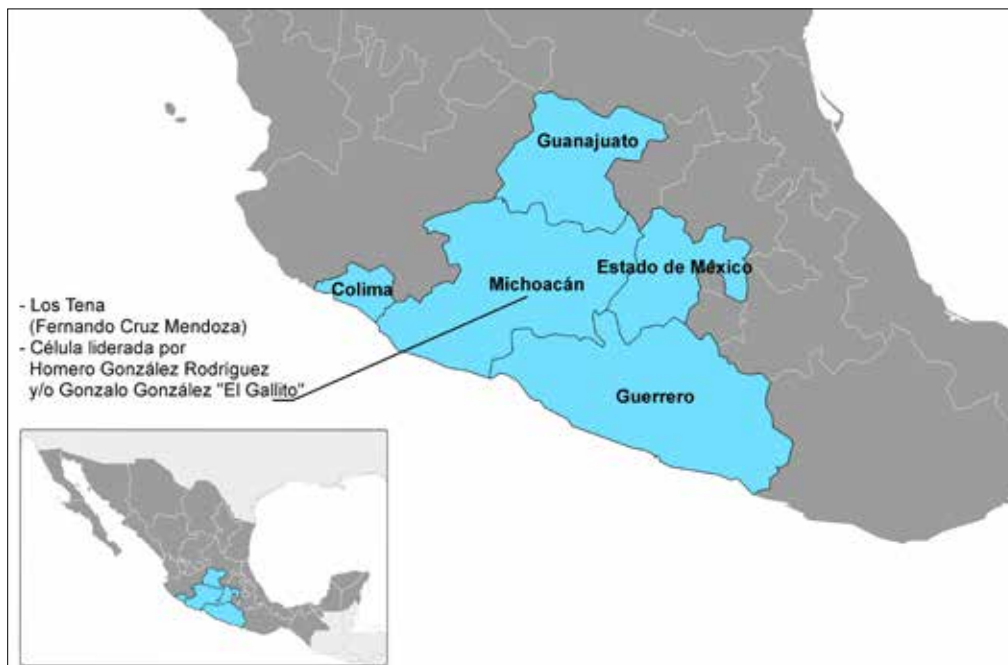 Guanajuato
Estado de México
Michoacán
Colima
- Los Tena
(Fernando Cruz Mendoza)
- Célula liderada por
Homero González Rodríguez
y/o Gonzalo González "El Gallito"
Guerrero